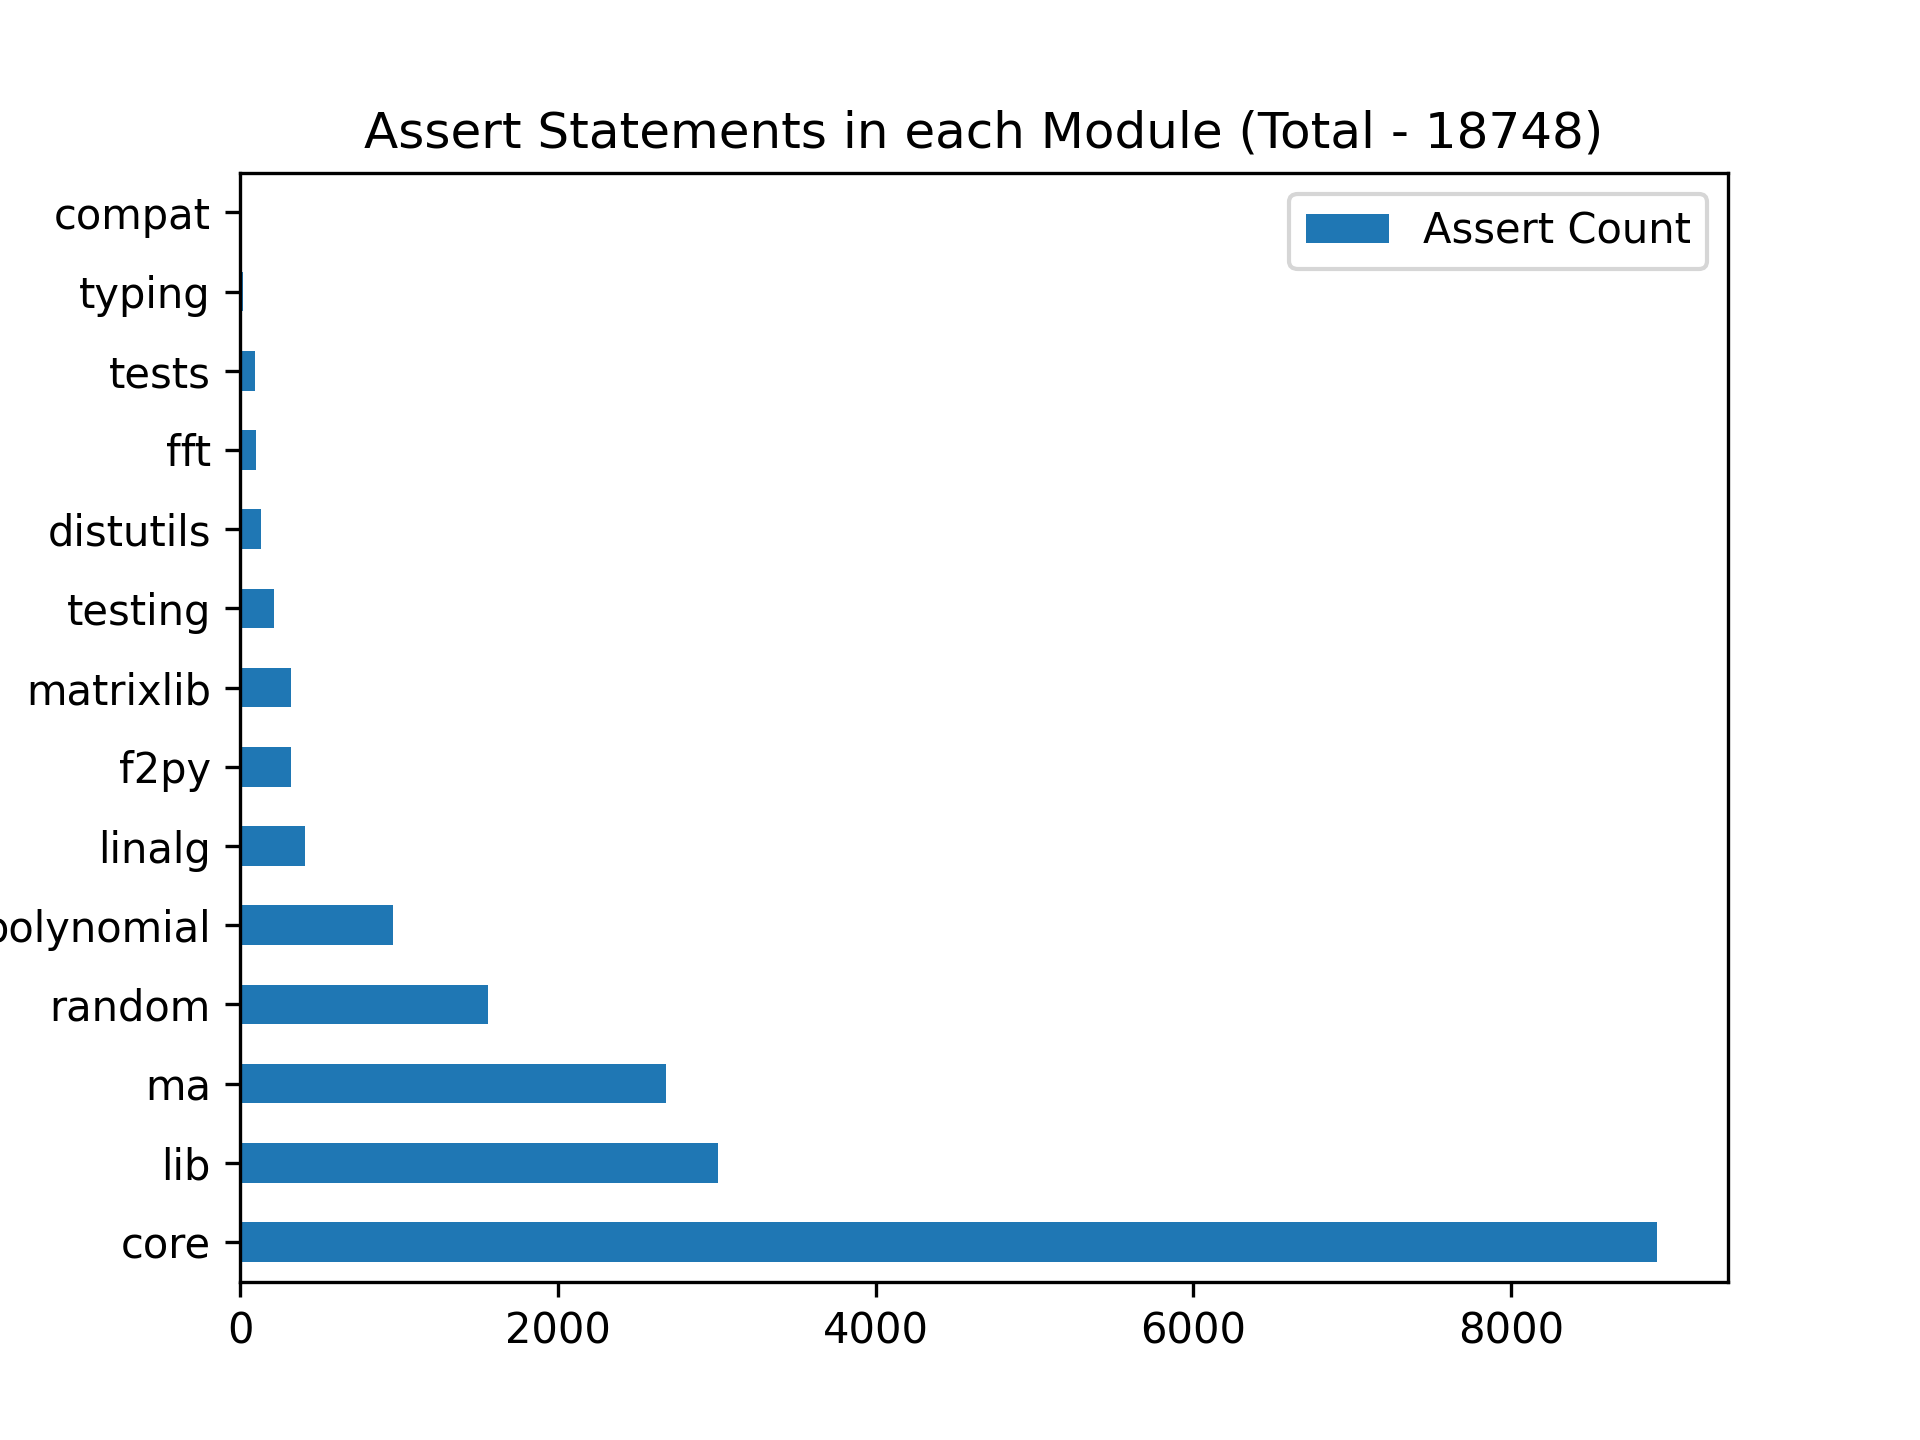 Assert Statements in each Module (Total - 18748)
Assert Count
compat
typing
tests
fft
distutils
testing
matrixlib
f2py
linalg
polynomial
random
ma
lib
core
0 2000 4000 6000 8000